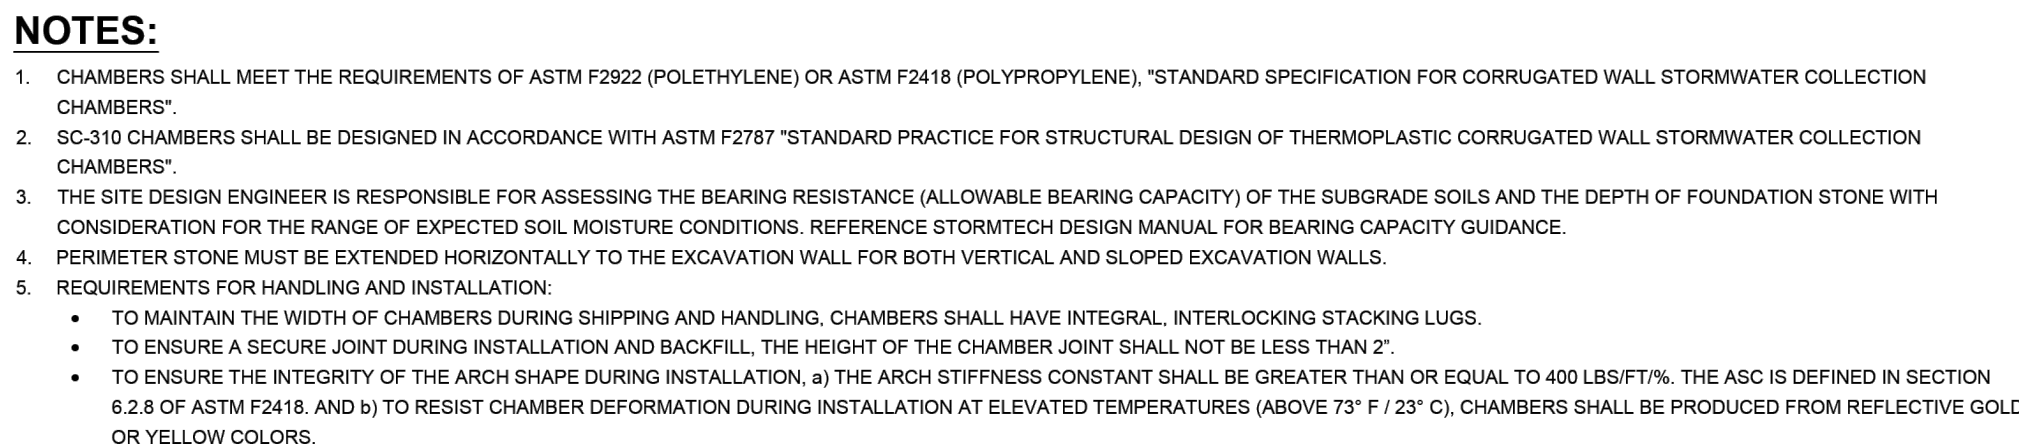 NOTES:
1. CHAMBERS SHALL MEET THE REQUIREMENTS OF ASTM F2922 (POLETHYLENE) OR ASTM F2418 (POLYPROPYLENE), "STANDARD SPECIFICATION FOR CORRUGATED WALL STORMWATER COLLECTION
CHAMBERS".
2. SC-310 CHAMBERS SHALL BE DESIGNED IN ACCORDANCE WITH ASTM F2787 "STANDARD PRACTICE FOR STRUCTURAL DESIGN OF THERMOPLASTIC CORRUGATED WALL STORMWATER COLLECTION
CHAMBERS".
3. THE SITE DESIGN ENGINEER IS RESPONSIBLE FOR ASSESSING THE BEARING RESISTANCE (ALLOWABLE BEARING CAPACITY) OF THE SUBGRADE SOILS AND THE DEPTH OF FOUNDATION STONE WITH
CONSIDERATION FOR THE RANGE OF EXPECTED SOIL MOISTURE CONDITIONS. REFERENCE STORMTECH DESIGN MANUAL FOR BEARING CAPACITY GUIDANCE.
4. PERIMETER STONE MUST BE EXTENDED HORIZONTALLY TO THE EXCAVATION WALL FOR BOTH VERTICAL AND SLOPED EXCAVATION WALLS.
5. REQUIREMENTS FOR HANDLING AND INSTALLATION:
• TO MAINTAIN THE WIDTH OF CHAMBERS DURING SHIPPING AND HANDLING, CHAMBERS SHALL HAVE INTEGRAL, INTERLOCKING STACKING LUGS.
• TO ENSURE A SECURE JOINT DURING INSTALLATION AND BACKFILL, THE HEIGHT OF THE CHAMBER JOINT SHALL NOT BE LESS THAN 2”.
• TO ENSURE THE INTEGRITY OF THE ARCH SHAPE DURING INSTALLATION, a) THE ARCH STIFFNESS CONSTANT SHALL BE GREATER THAN OR EQUAL TO 400 LBS/FT/%. THE ASC IS DEFINED IN SECTION
6.2.8 OF ASTM F2418. AND b) TO RESIST CHAMBER DEFORMATION DURING INSTALLATION AT ELEVATED TEMPERATURES (ABOVE 73° F / 23° C), CHAMBERS SHALL BE PRODUCED FROM REFLECTIVE GOLD
OR YELLOW COLORS.